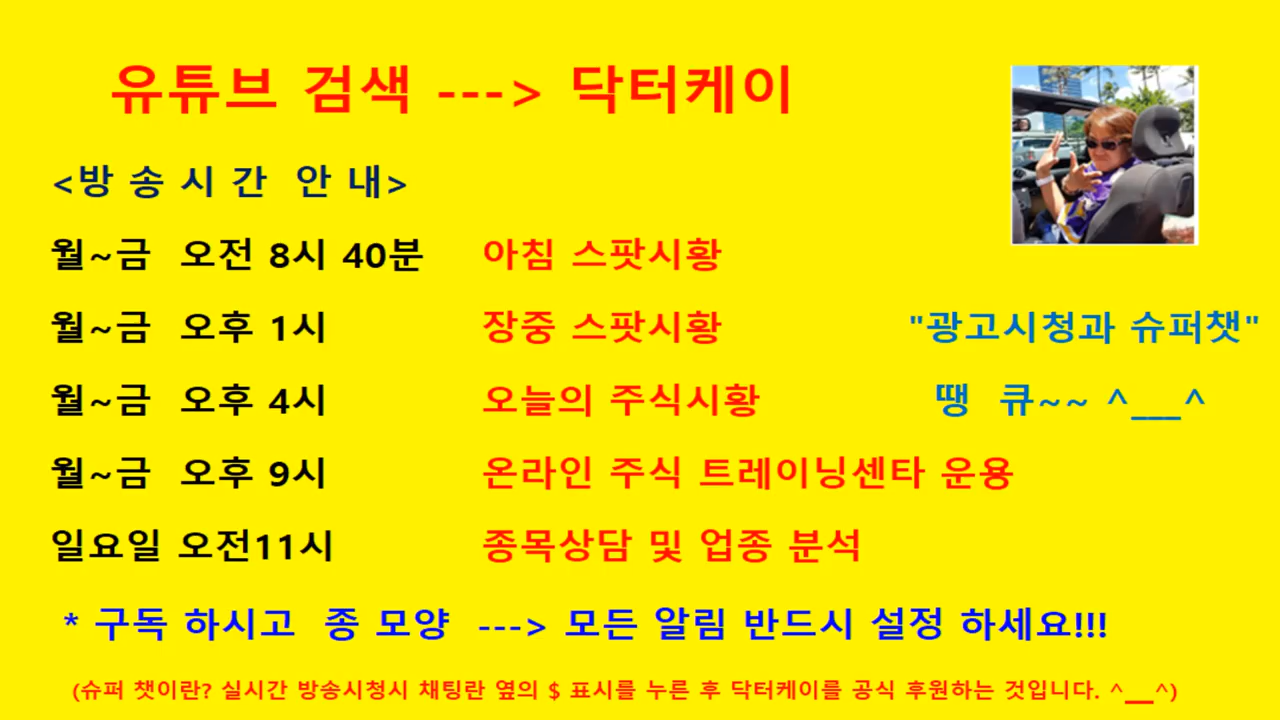 유튜브 검색 ---> 닥터케이
<방 송 시 간 안 내>
월~금 오전 8시 40분 아침 스팟시황
월~금 오후 1시 장중 스팟시황 "광고시청과 슈퍼챗"
월~금 오후 4시 오늘의 주식시황 땡 큐~~ ^___^
월~금 오후 9시 온라인 주식 트레이닝센타 운용
일요일 오전11시 종목상담 및 업종 분석
* 구독 하시고 종 모양 ---> 모든 알림 반드시 설정 하세요!!!
(슈퍼 챗이란? 실시간 방송시청시 채팅란 옆의 $ 표시를 누른 후 닥터케이를 공식 후원하는 것입니다. ^__^)